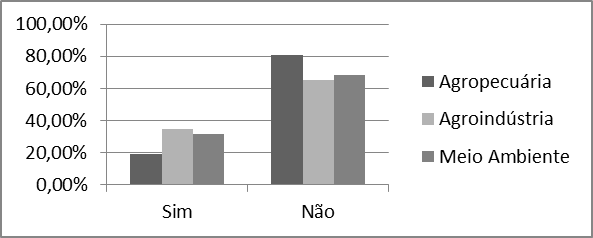 100,00%
80,00%
60,00%
40,00%
20,00%
0,00%
Sim
Não
Agropecuária
Agroindústria
Meio Ambiente